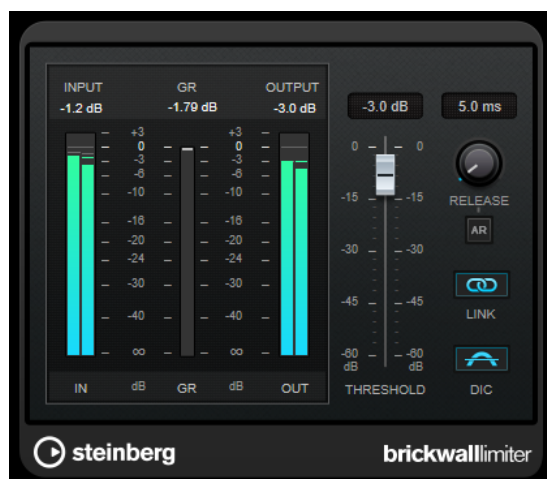 INPUT GR OUTPUT
-1.2 dB -1.79 dB -3.0 dB -3.0 dB 5.0 ms
+3 +3
0 0 0 0
-3 -3
-6 -6
-10 -10
-15 -15
RELEASE
-16 -16
AR
-20 -20
-24 -24
-30 -30
-30 -30
-40 -40
-45 -45
LINK
∞ ∞
-60 -60
dB dB
IN dB GR dB OUT
THRESHOLD DIC
steinberg brickwalllimiter